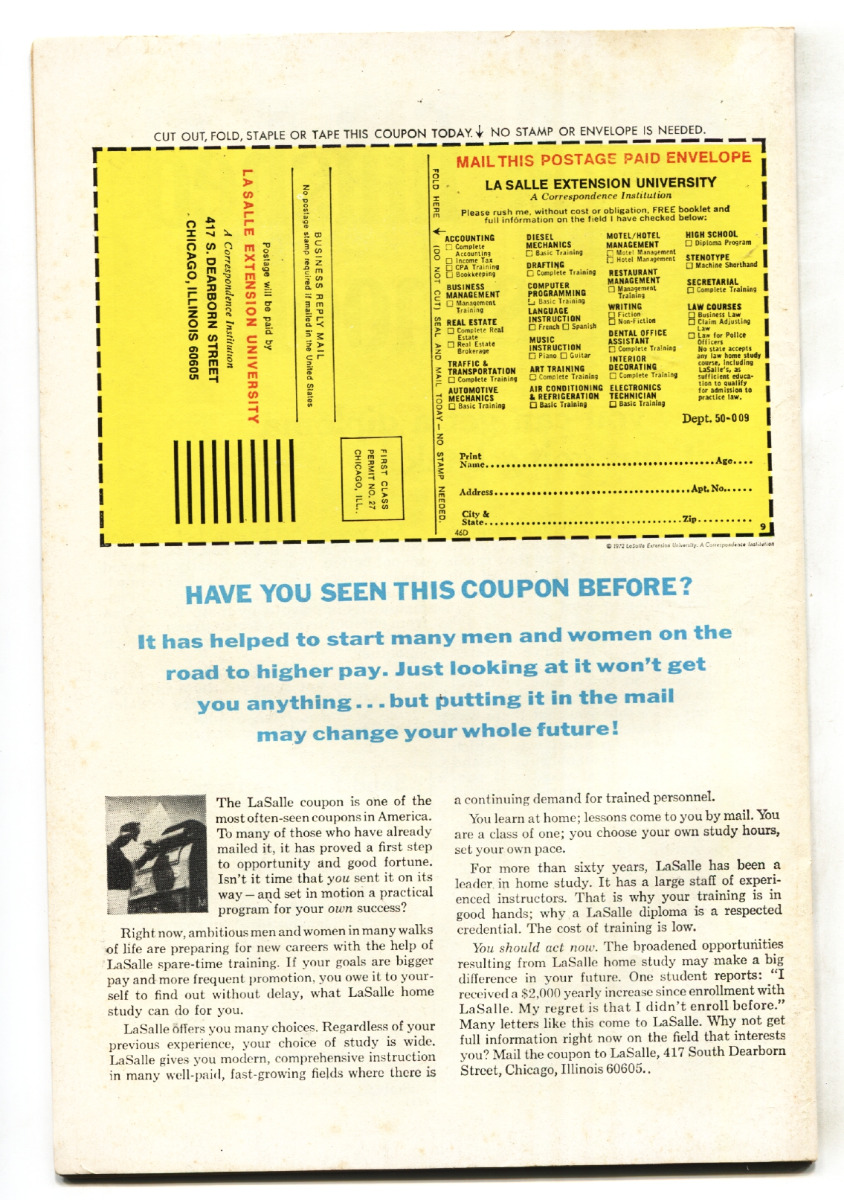 CUT OUT, FOLD, STAPLE OR TAPE THIS COUPON TODAY. ↓ NO STAMP OR ENVELOPE IS NEEDED.
Postage will be paid by
LA SALLE EXTENSION UNIVERSITY
A Correspondence Institution
417 S. DEARBORN STREET
CHICAGO, ILLINOIS 60605
BUSINESS REPLY MAIL
No postage stamp required if mailed in the United States
FIRST CLASS
PERMIT NO. 27
CHICAGO, ILL.
FOLD HERE ↓ (DO NOT CUT) SEAL AND MAIL TODAY — NO STAMP NEEDED.
MAIL THIS POSTAGE PAID ENVELOPE
LA SALLE EXTENSION UNIVERSITY
A Correspondence Institution
Please rush me, without cost or obligation, FREE booklet and
full information on the field I have checked below:
ACCOUNTING
☐ Complete
Accounting
☐ Income Tax
☐ CPA Training
☐ Bookkeeping
BUSINESS
MANAGEMENT
☐ Management
Training
REAL ESTATE
☐ Complete Real
Estate
☐ Real Estate
Brokerage
TRAFFIC &
TRANSPORTATION
☐ Complete Training
AUTOMOTIVE
MECHANICS
☐ Basic Training
DIESEL
MECHANICS
☐ Basic Training
DRAFTING
☐ Complete Training
COMPUTER
PROGRAMMING
☐ Basic Training
LANGUAGE
INSTRUCTION
☐ French ☐ Spanish
MUSIC
INSTRUCTION
☐ Piano ☐ Guitar
ART TRAINING
☐ Complete Training
AIR CONDITIONING
& REFRIGERATION
☐ Basic Training
MOTEL/HOTEL
MANAGEMENT
☐ Motel Management
☐ Hotel Management
RESTAURANT
MANAGEMENT
☐ Management
Training
WRITING
☐ Fiction
☐ Non-Fiction
DENTAL OFFICE
ASSISTANT
☐ Complete Training
INTERIOR
DECORATING
☐ Complete Training
ELECTRONICS
TECHNICIAN
☐ Basic Training
HIGH SCHOOL
☐ Diploma Program
STENOTYPE
☐ Machine Shorthand
SECRETARIAL
☐ Complete Training
LAW COURSES
☐ Business Law
☐ Claim Adjusting
Law
☐ Law for Police
Officers
No state accepts
any law home study
course, including
LaSalle's, as
sufficient educa-
tion to qualify
for admission to
practice law.
Dept. 50-009
Print
Name........Age....
Address........Apt. No......
City &
State........Zip..........
46D
9
© 1972 LaSalle Extension University, A Correspondence Institution
HAVE YOU SEEN THIS COUPON BEFORE?
It has helped to start many men and women on the
road to higher pay. Just looking at it won't get
you anything...but putting it in the mail
may change your whole future!
The LaSalle coupon is one of the
most often-seen coupons in America.
To many of those who have already
mailed it, it has proved a first step
to opportunity and good fortune.
Isn't it time that you sent it on its
way — and set in motion a practical
program for your own success?
Right now, ambitious men and women in many walks
of life are preparing for new careers with the help of
LaSalle spare-time training. If your goals are bigger
pay and more frequent promotion, you owe it to your-
self to find out without delay, what LaSalle home
study can do for you.
LaSalle offers you many choices. Regardless of your
previous experience, your choice of study is wide.
LaSalle gives you modern, comprehensive instruction
in many well-paid, fast-growing fields where there is
a continuing demand for trained personnel.
You learn at home; lessons come to you by mail. You
are a class of one; you choose your own study hours,
set your own pace.
For more than sixty years, LaSalle has been a
leader in home study. It has a large staff of experi-
enced instructors. That is why your training is in
good hands; why a LaSalle diploma is a respected
credential. The cost of training is low.
You should act now. The broadened opportunities
resulting from LaSalle home study may make a big
difference in your future. One student reports: "I
received a $2,000 yearly increase since enrollment with
LaSalle. My regret is that I didn't enroll before."
Many letters like this come to LaSalle. Why not get
full information right now on the field that interests
you? Mail the coupon to LaSalle, 417 South Dearborn
Street, Chicago, Illinois 60605..